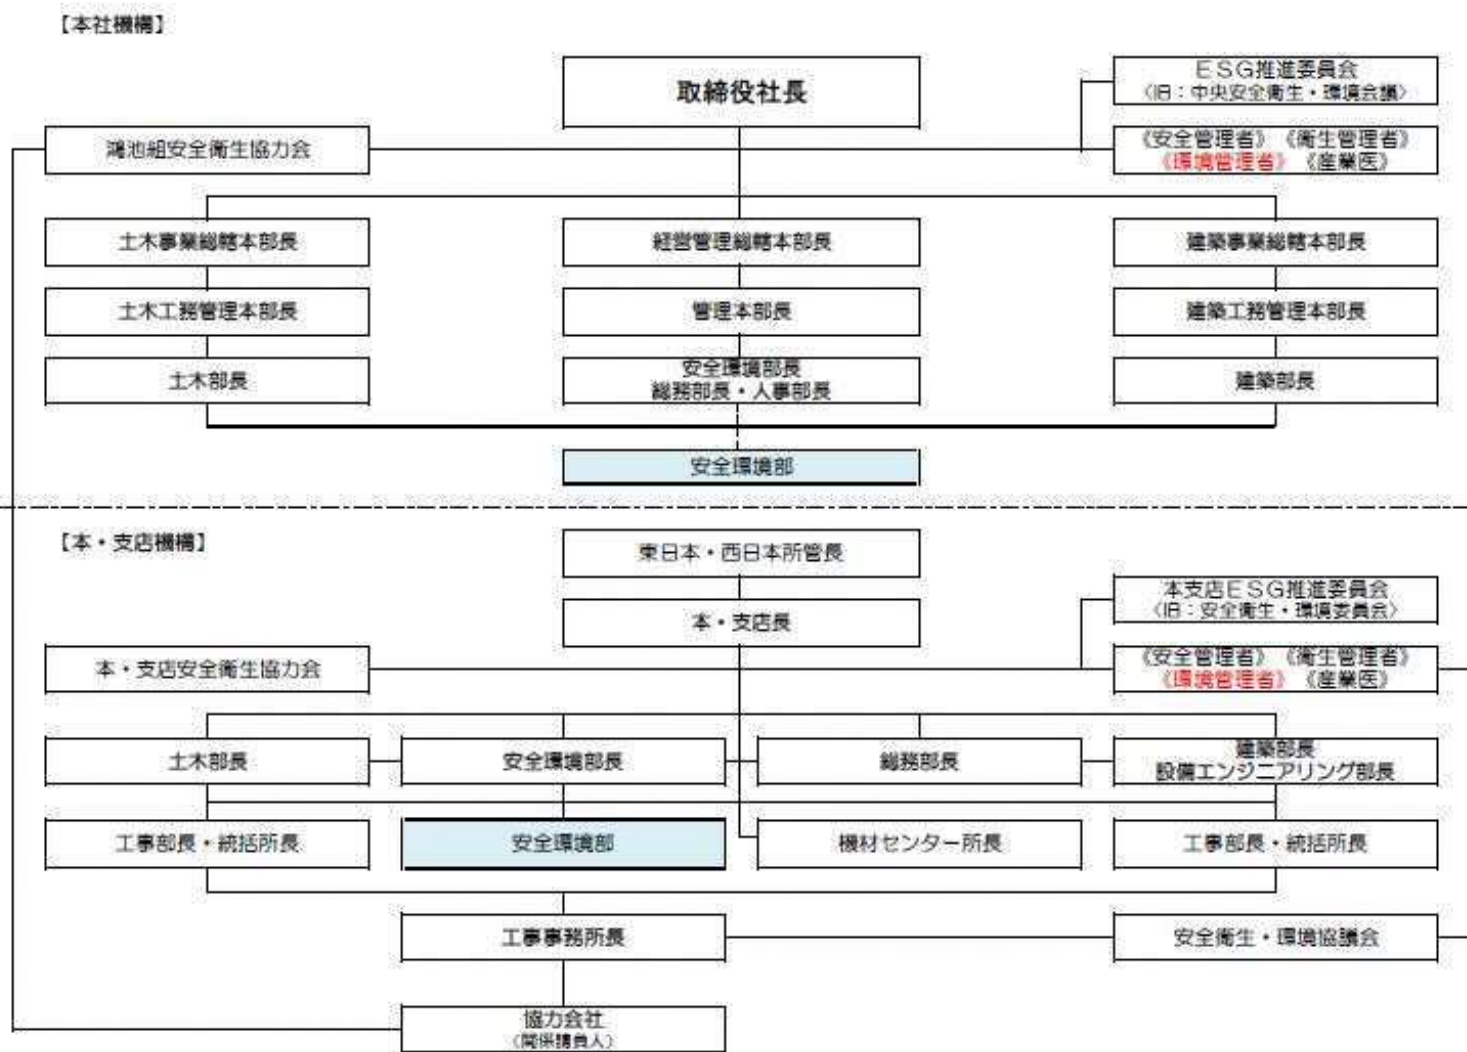 【本社機構】
取締役社長
ESG推進委員会
〈旧：中央安全衛生・環境会議〉
鴻池組安全衛生協力会
《安全管理者》《衛生管理者》
《環境管理者》《産業医》
土木事業総轄本部長
経営管理総轄本部長
建築事業総轄本部長
土木工務管理本部長
管理本部長
建築工務管理本部長
土木部長
安全環境部長
総務部長・人事部長
建築部長
安全環境部
【本・支店機構】
東日本・西日本所管長
本支店ESG推進委員会
〈旧：安全衛生・環境委員会〉
本・支店長
本・支店安全衛生協力会
《安全管理者》《衛生管理者》
《環境管理者》《産業医》
土木部長
安全環境部長
総務部長
建築部長
設備エンジニアリング部長
工事部長・統括所長
安全環境部
機材センター所長
工事部長・統括所長
工事事務所長
安全衛生・環境協議会
協力会社
（関係請負人）